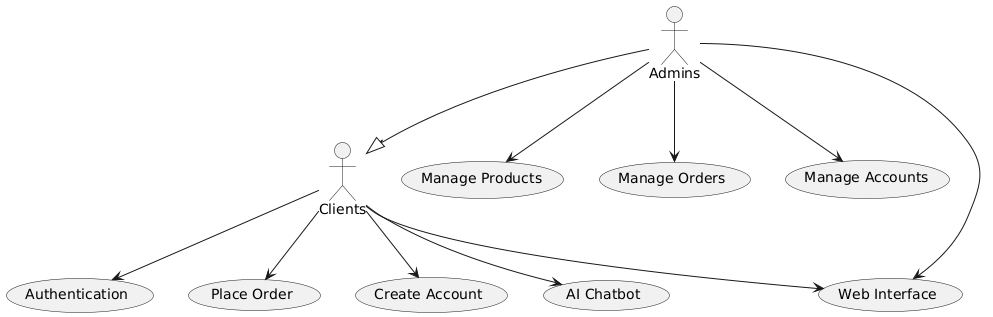 Admins
Manage Products
Manage Orders
Manage Accounts
Clients
Authentication
Place Order
Create Account
AI Chatbot
Web Interface